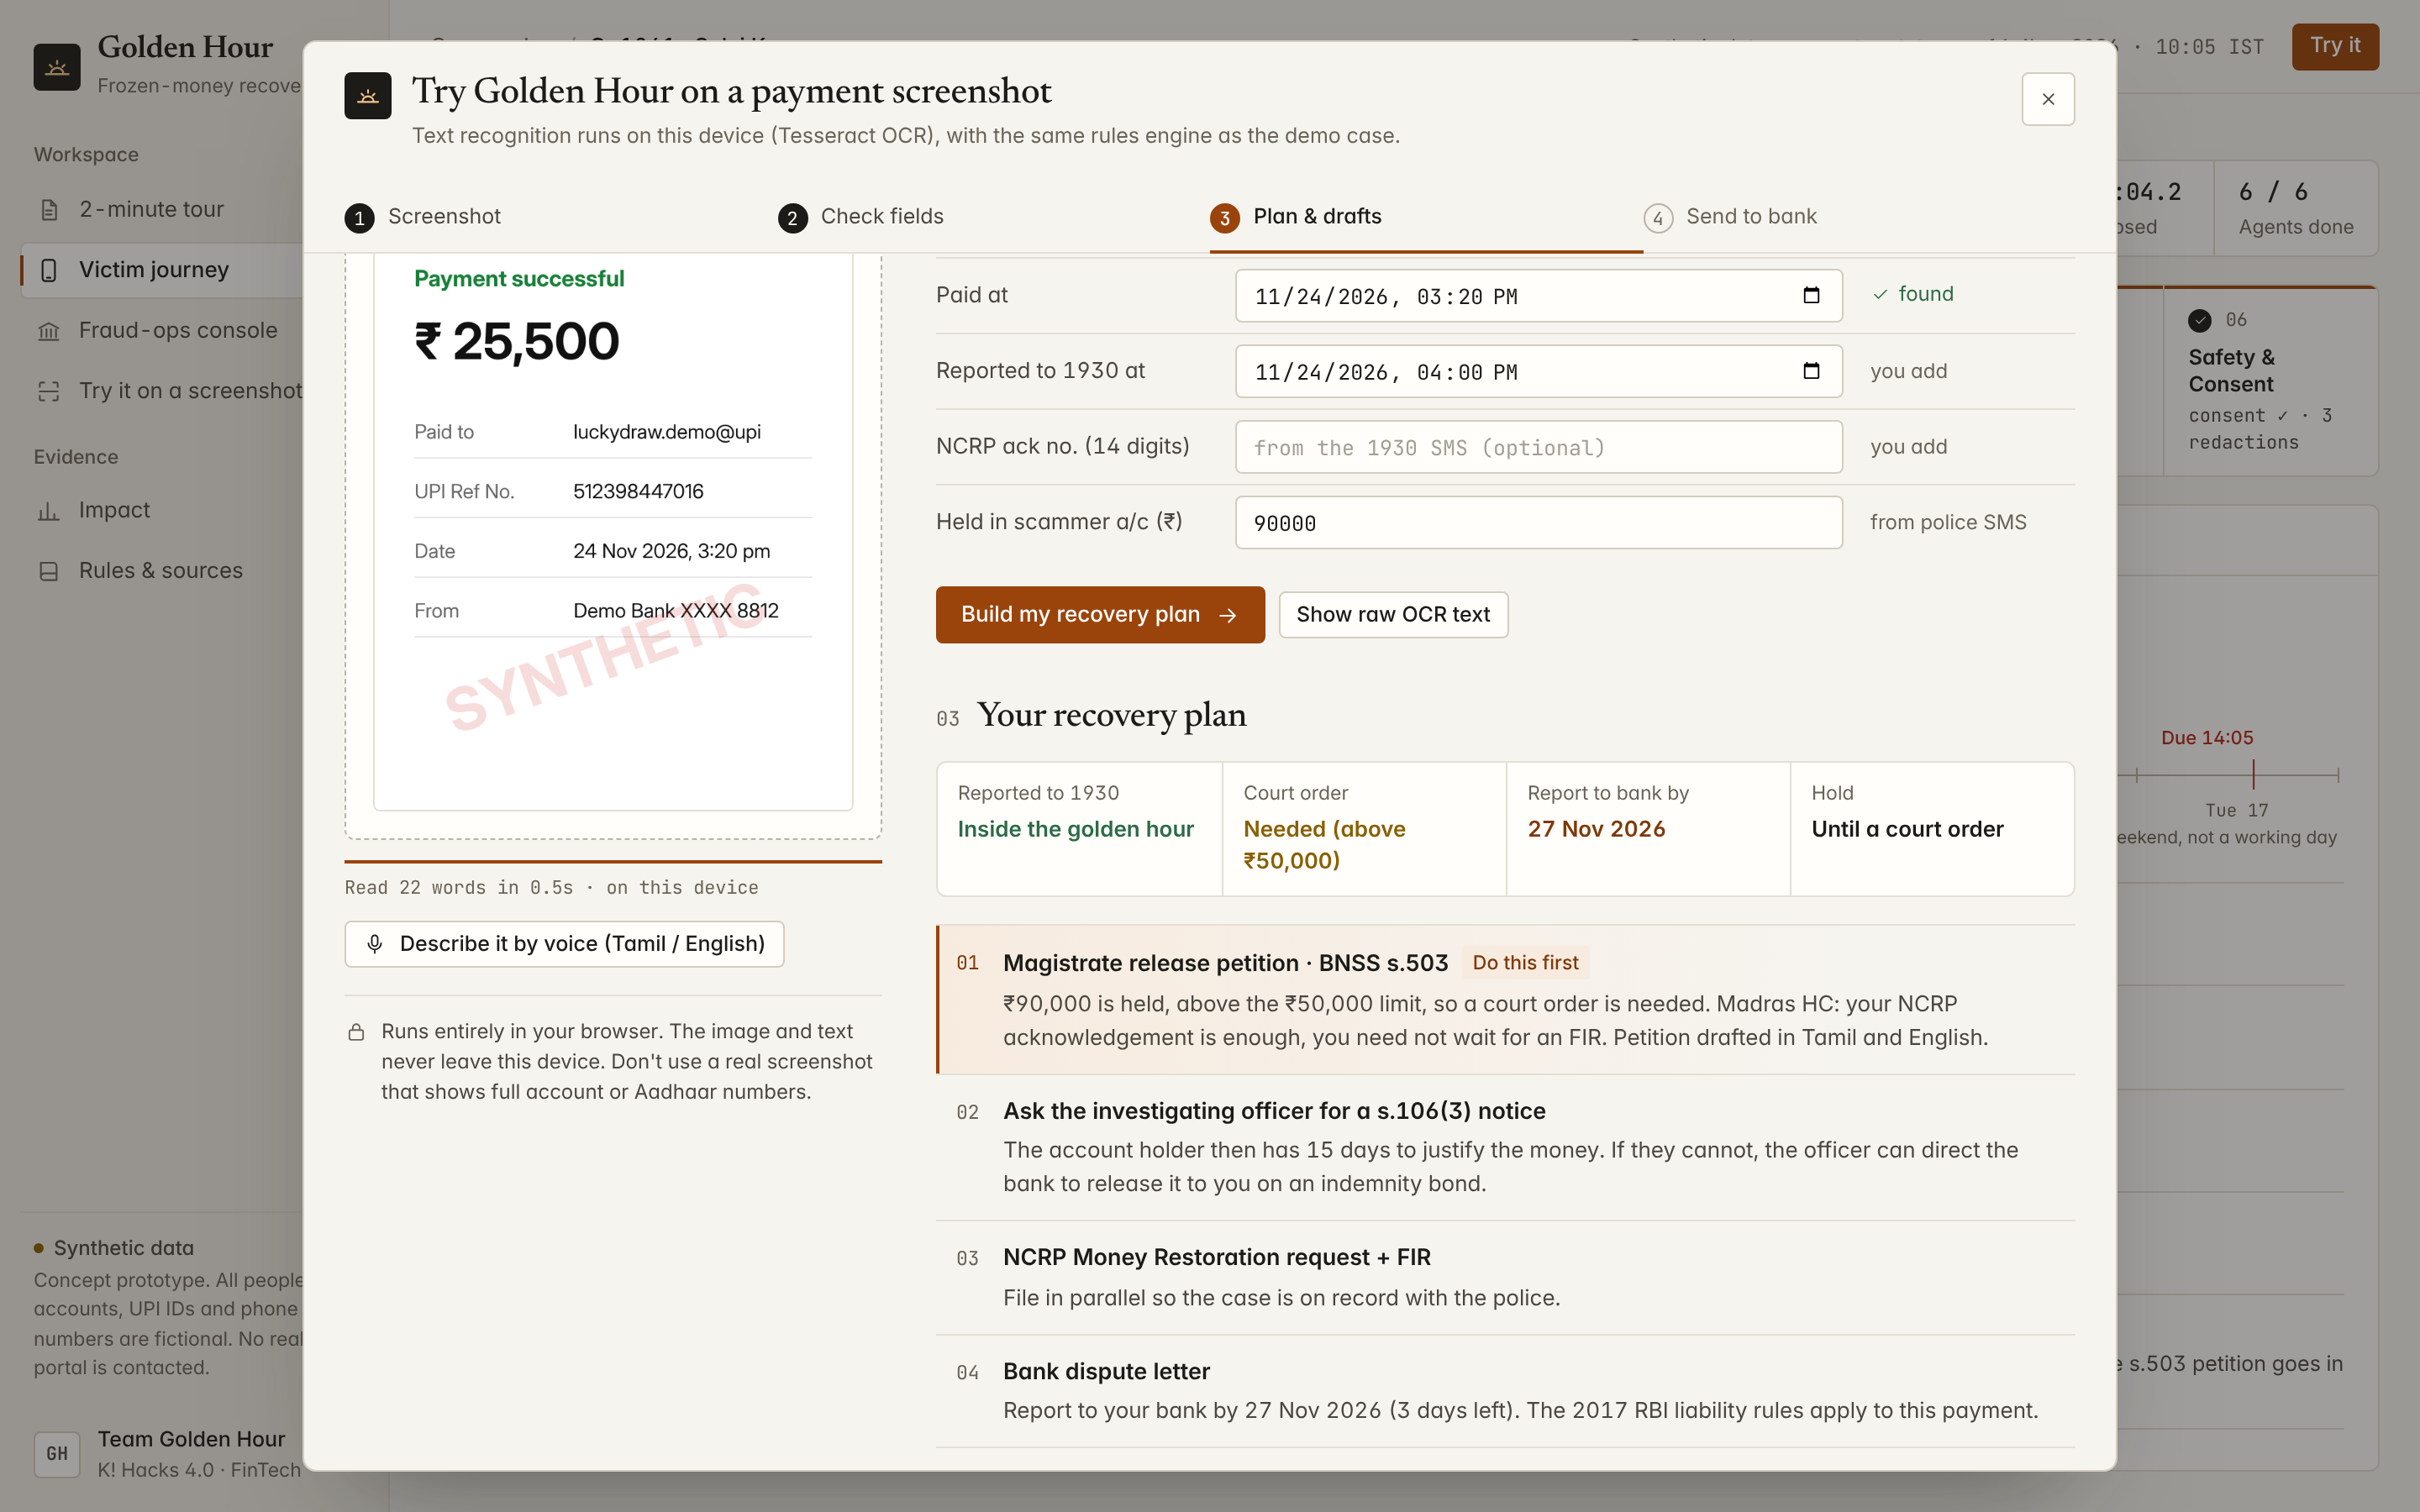 Golden Hour
Frozen-money recove
Workspace
2-minute tour
Victim journey
Fraud-ops console
Try it on a screenshot
Evidence
Impact
Rules & sources
Synthetic data
Concept prototype. All people
accounts, UPI IDs and phone
numbers are fictional. No real
portal is contacted.
GH
Team Golden Hour
K! Hacks 4.0 · FinTech
· 10:05 IST
Try it
Try Golden Hour on a payment screenshot
Text recognition runs on this device (Tesseract OCR), with the same rules engine as the demo case.
×
1 Screenshot
2 Check fields
3 Plan & drafts
4 Send to bank
Payment successful
₹ 25,500
Paid to luckydraw.demo@upi
UPI Ref No. 512398447016
Date 24 Nov 2026, 3:20 pm
From Demo Bank XXXX 8812
SYNTHETIC
Read 22 words in 0.5s · on this device
Describe it by voice (Tamil / English)
Runs entirely in your browser. The image and text
never leave this device. Don't use a real screenshot
that shows full account or Aadhaar numbers.
Paid at 11/24/2026, 03:20 PM ✓ found
Reported to 1930 at 11/24/2026, 04:00 PM you add
NCRP ack no. (14 digits) from the 1930 SMS (optional) you add
Held in scammer a/c (₹) 90000 from police SMS
Build my recovery plan →
Show raw OCR text
03 Your recovery plan
Reported to 1930
Inside the golden hour
Court order
Needed (above
₹50,000)
Report to bank by
27 Nov 2026
Hold
Until a court order
01 Magistrate release petition · BNSS s.503 Do this first
₹90,000 is held, above the ₹50,000 limit, so a court order is needed. Madras HC: your NCRP
acknowledgement is enough, you need not wait for an FIR. Petition drafted in Tamil and English.
02 Ask the investigating officer for a s.106(3) notice
The account holder then has 15 days to justify the money. If they cannot, the officer can direct the
bank to release it to you on an indemnity bond.
03 NCRP Money Restoration request + FIR
File in parallel so the case is on record with the police.
04 Bank dispute letter
Report to your bank by 27 Nov 2026 (3 days left). The 2017 RBI liability rules apply to this payment.
:04.2
6 / 6
Agents done
06
Safety &
Consent
consent ✓ · 3
redactions
Due 14:05
Tue 17
eekend, not a working day
s.503 petition goes in